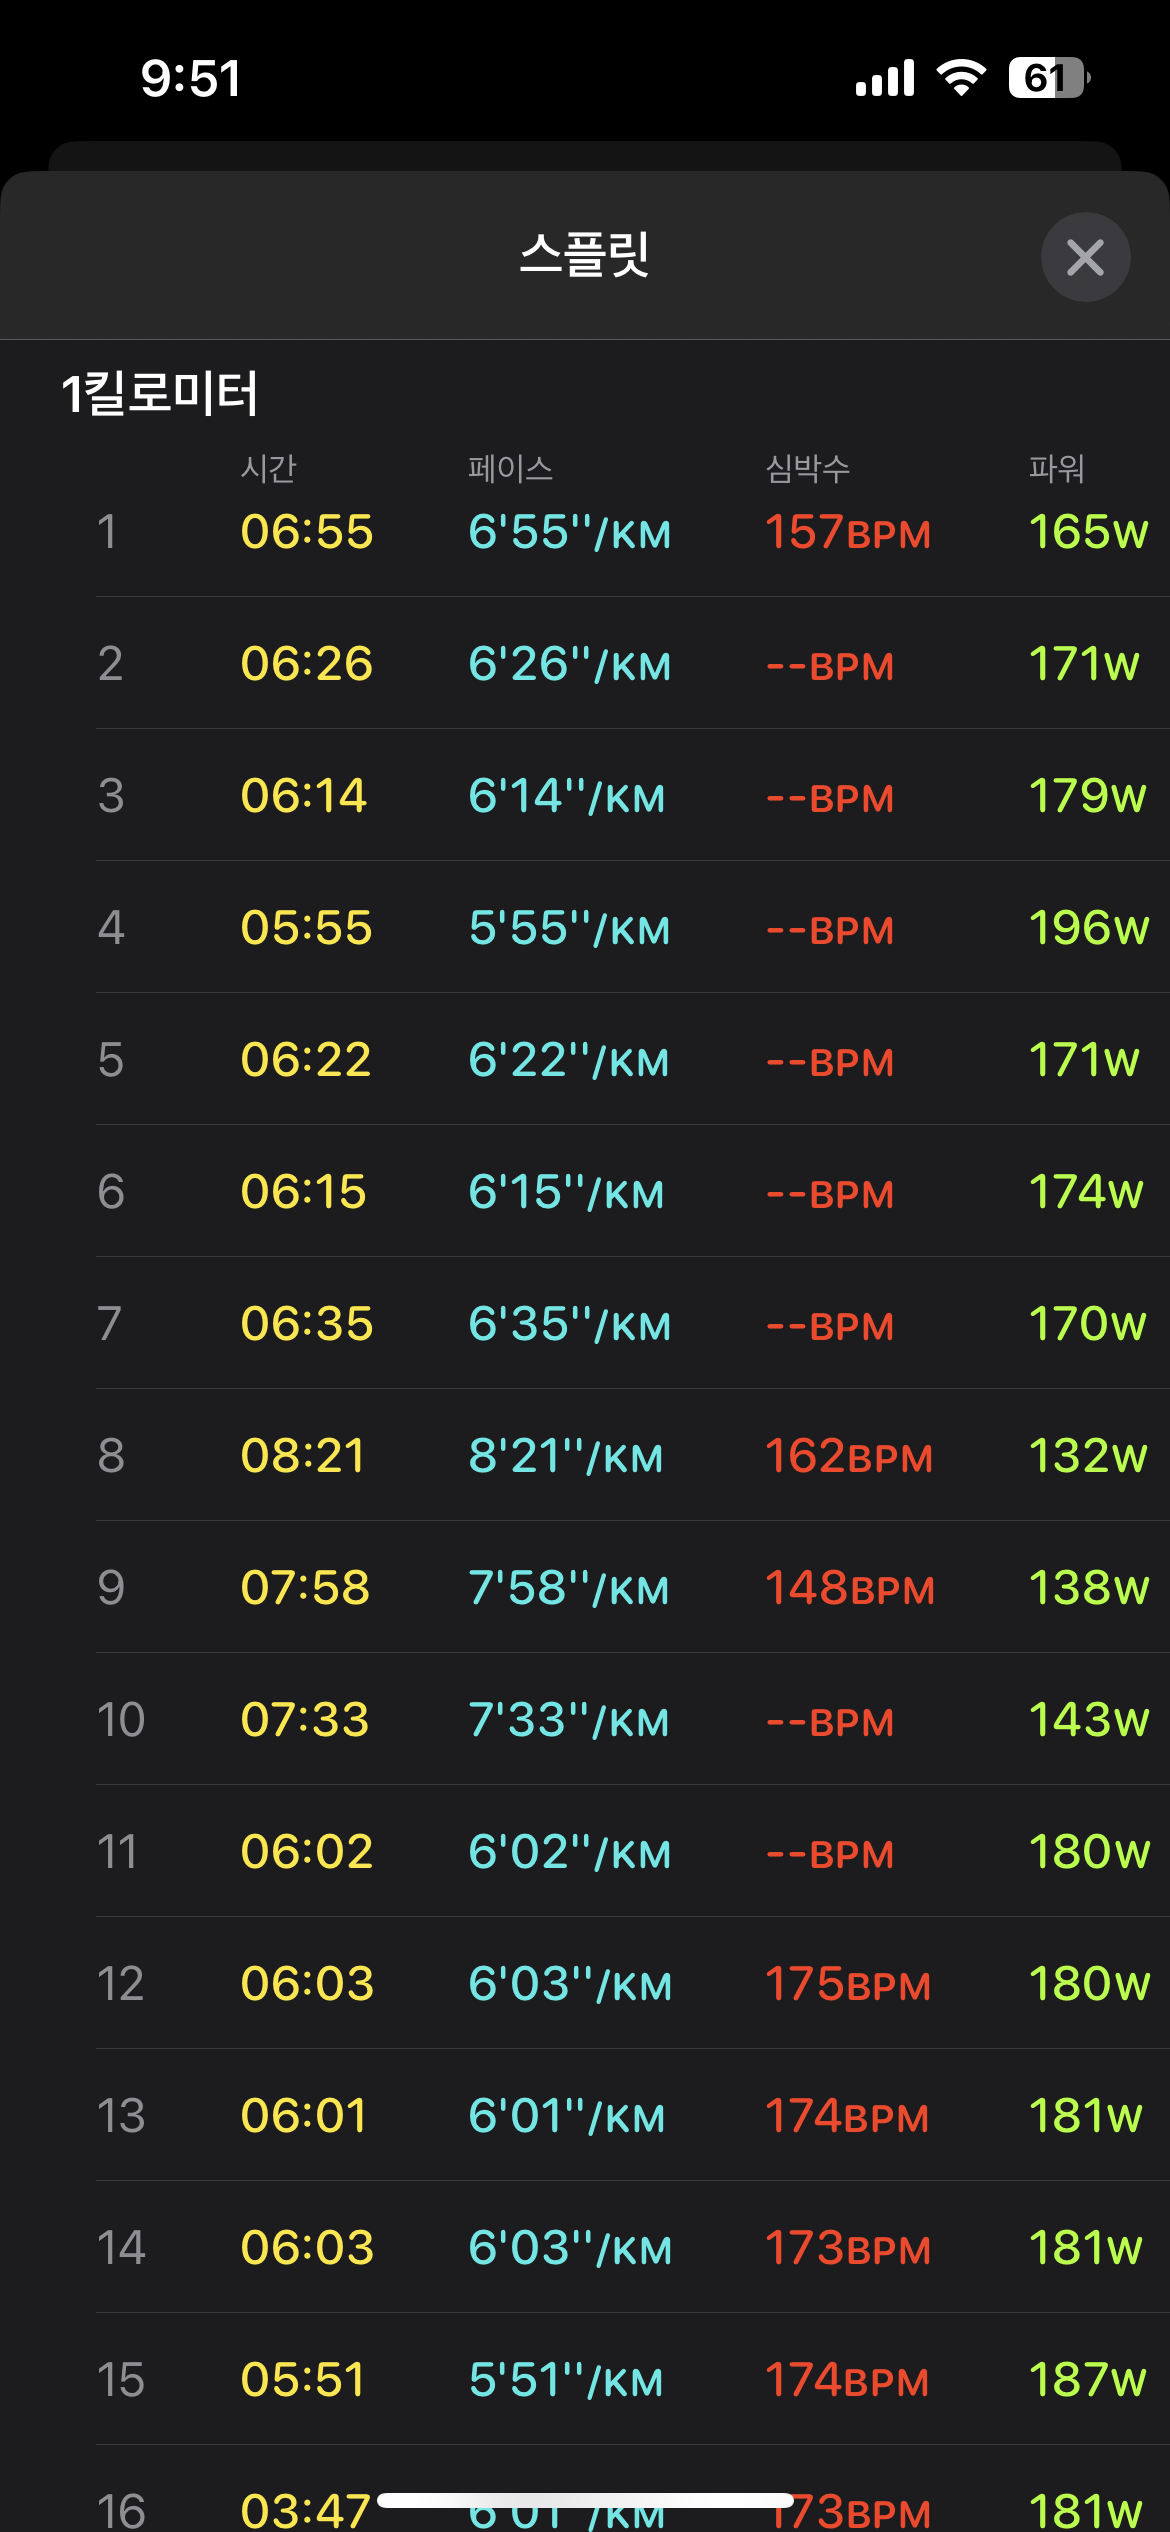 9:51
61
스플릿
1킬로미터
시간 페이스 심박수 파워
1 06:55 6'55''/KM 157BPM 165W
2 06:26 6'26''/KM --BPM 171W
3 06:14 6'14''/KM --BPM 179W
4 05:55 5'55''/KM --BPM 196W
5 06:22 6'22''/KM --BPM 171W
6 06:15 6'15''/KM --BPM 174W
7 06:35 6'35''/KM --BPM 170W
8 08:21 8'21''/KM 162BPM 132W
9 07:58 7'58''/KM 148BPM 138W
10 07:33 7'33''/KM --BPM 143W
11 06:02 6'02''/KM --BPM 180W
12 06:03 6'03''/KM 175BPM 180W
13 06:01 6'01''/KM 174BPM 181W
14 06:03 6'03''/KM 173BPM 181W
15 05:51 5'51''/KM 174BPM 187W
16 03:47 6'01''/KM 173BPM 181W